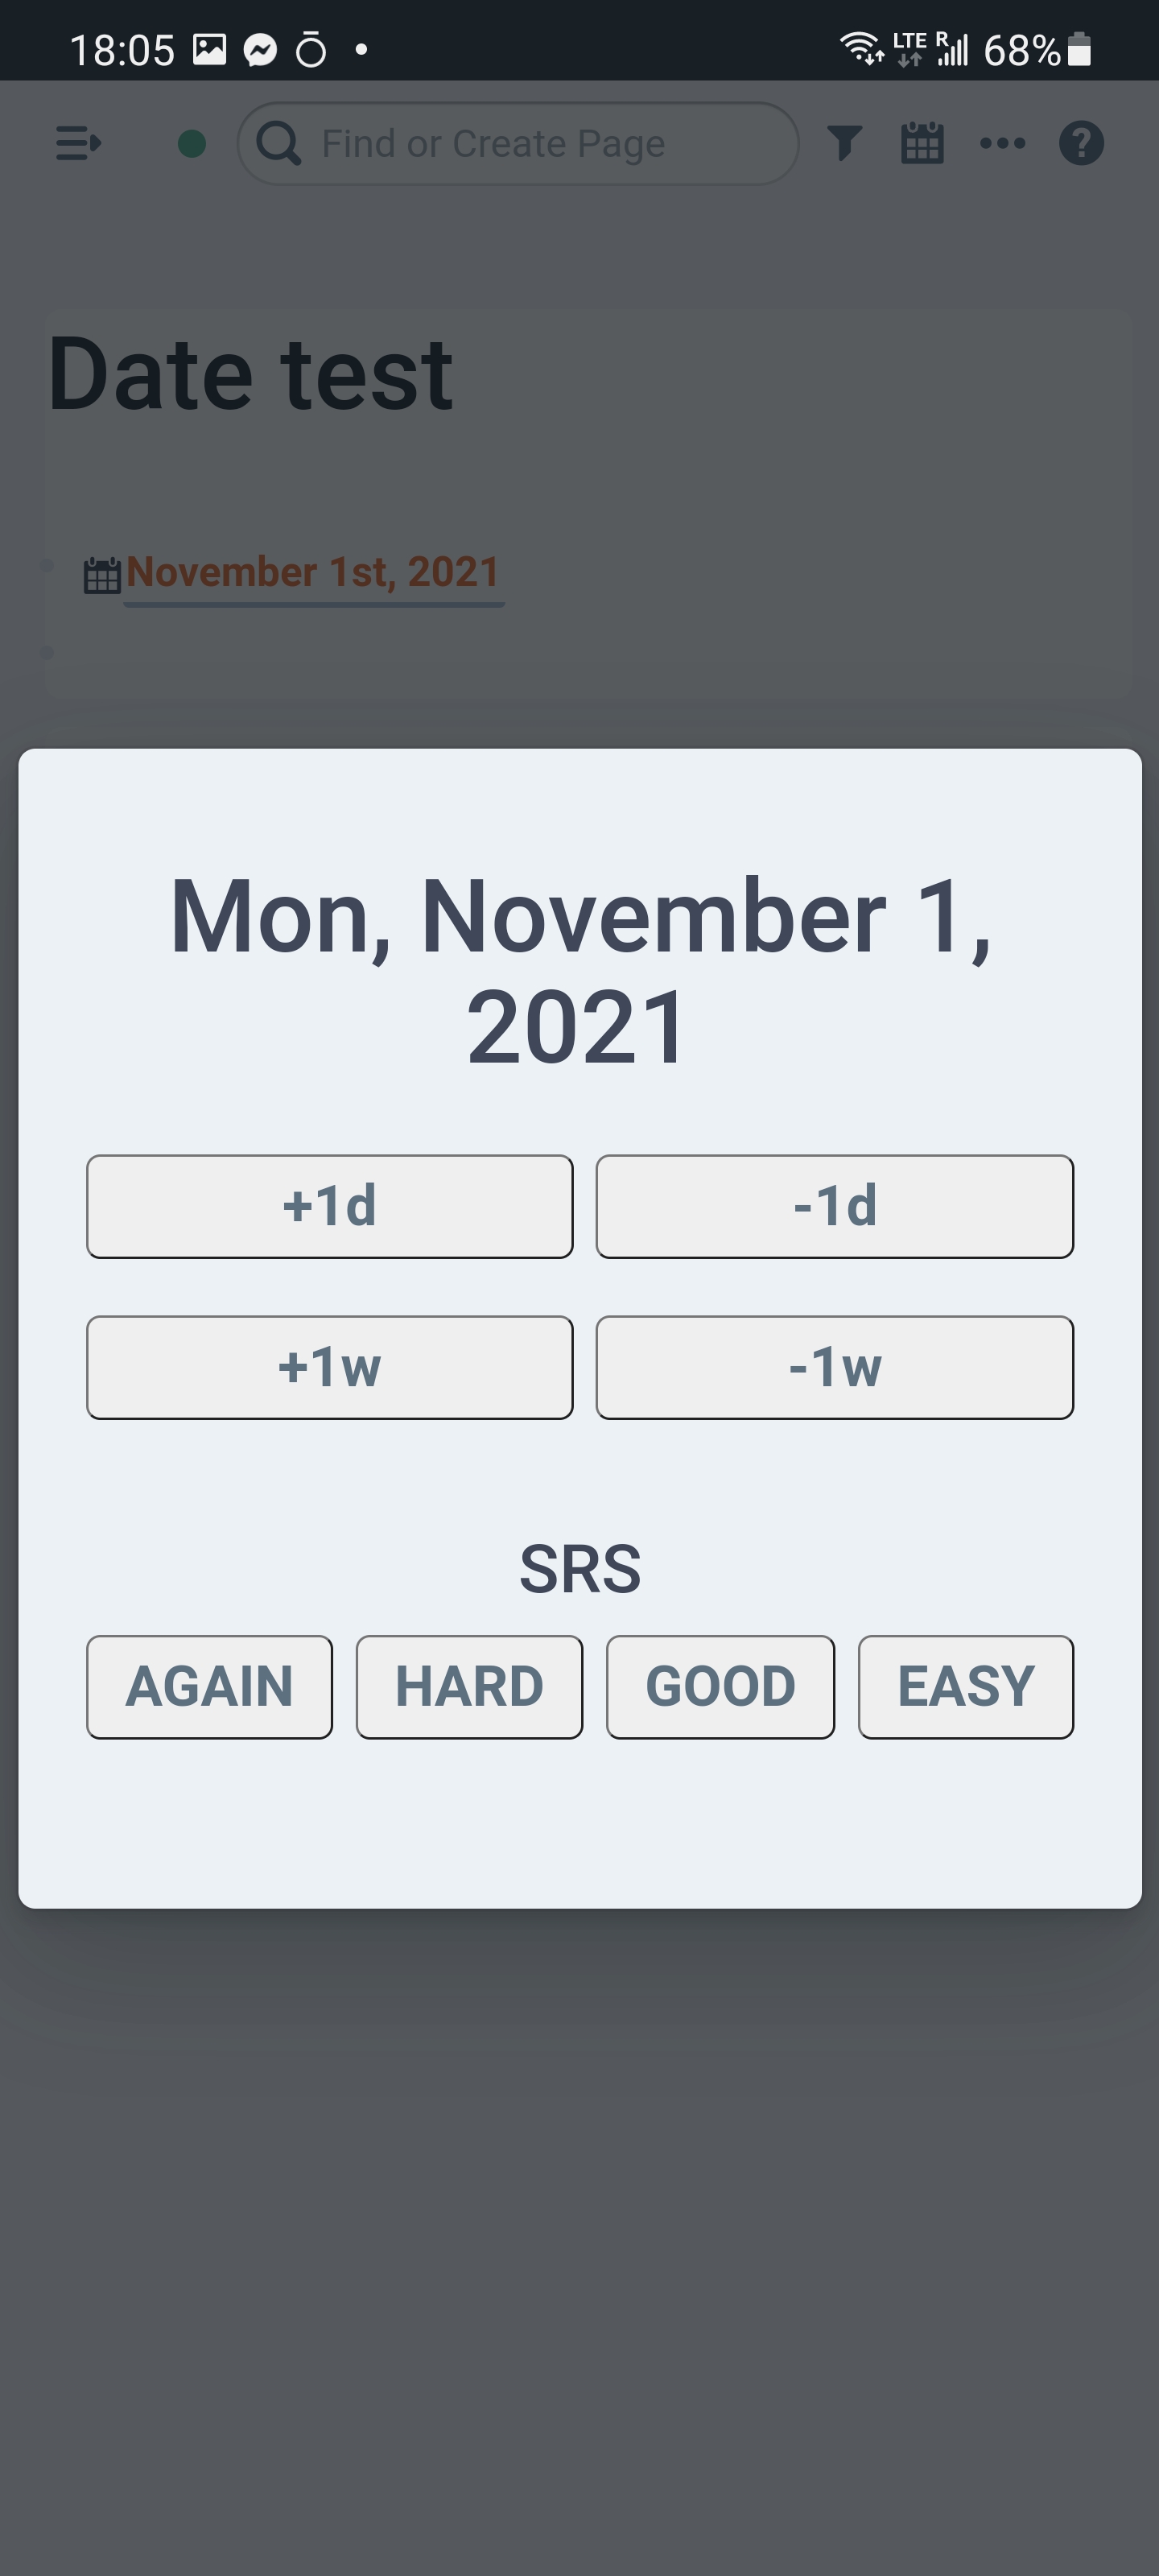 18:05 LTE R 68%
Find or Create Page ?
Date test
November 1st, 2021
Mon, November 1,
2021
+1d -1d
+1w -1w
SRS
AGAIN HARD GOOD EASY